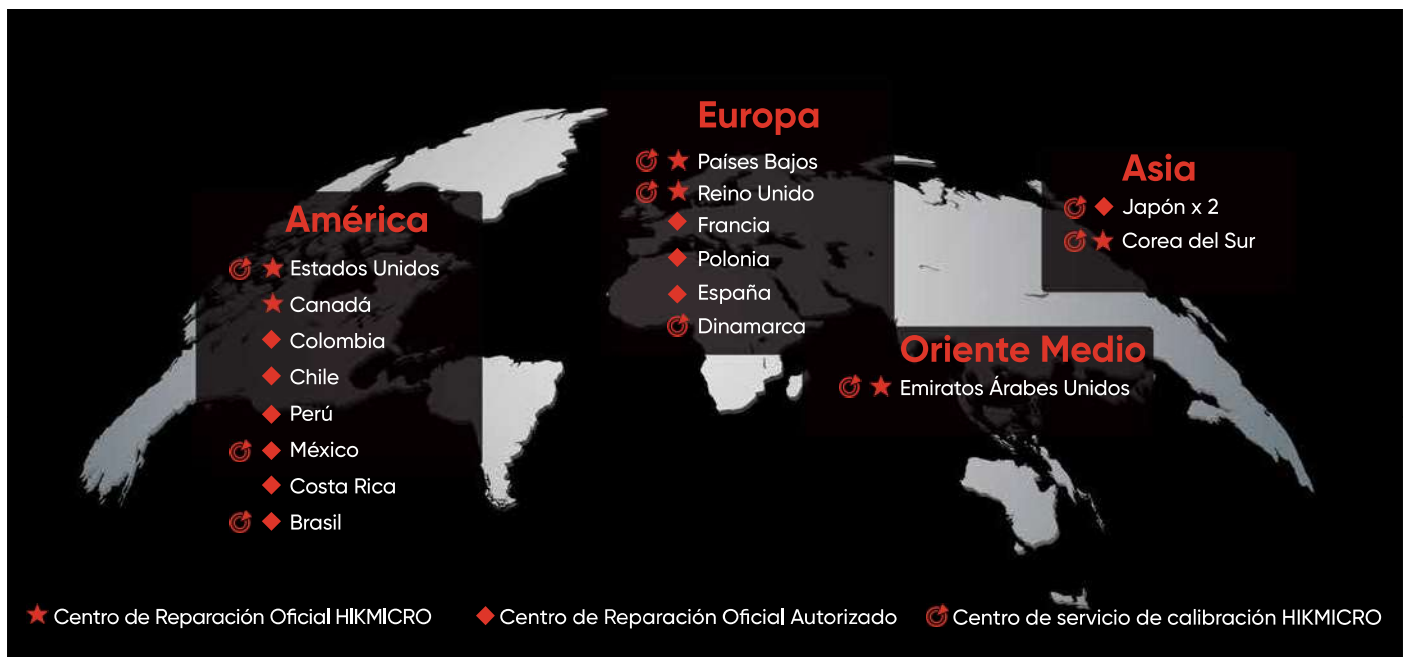 América
Estados Unidos
Canadá
Colombia
Chile
Perú
México
Costa Rica
Brasil
Europa
Países Bajos
Reino Unido
Francia
Polonia
España
Dinamarca
Asia
Japón x 2
Corea del Sur
Oriente Medio
Emiratos Árabes Unidos
Centro de Reparación Oficial HIKMICRO
Centro de Reparación Oficial Autorizado
Centro de servicio de calibración HIKMICRO